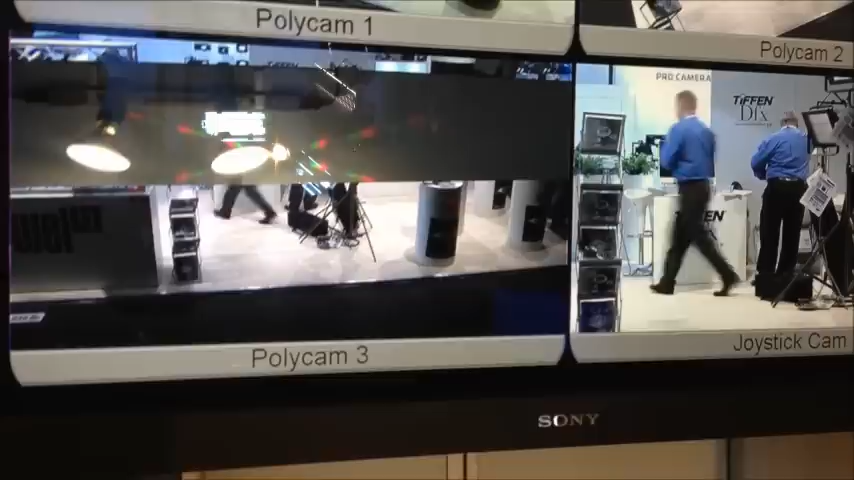 Polycam 1
Polycam 2
PRO CAMERA
TIFFEN
Dfx
Polycam 3
Joystick Cam
SONY